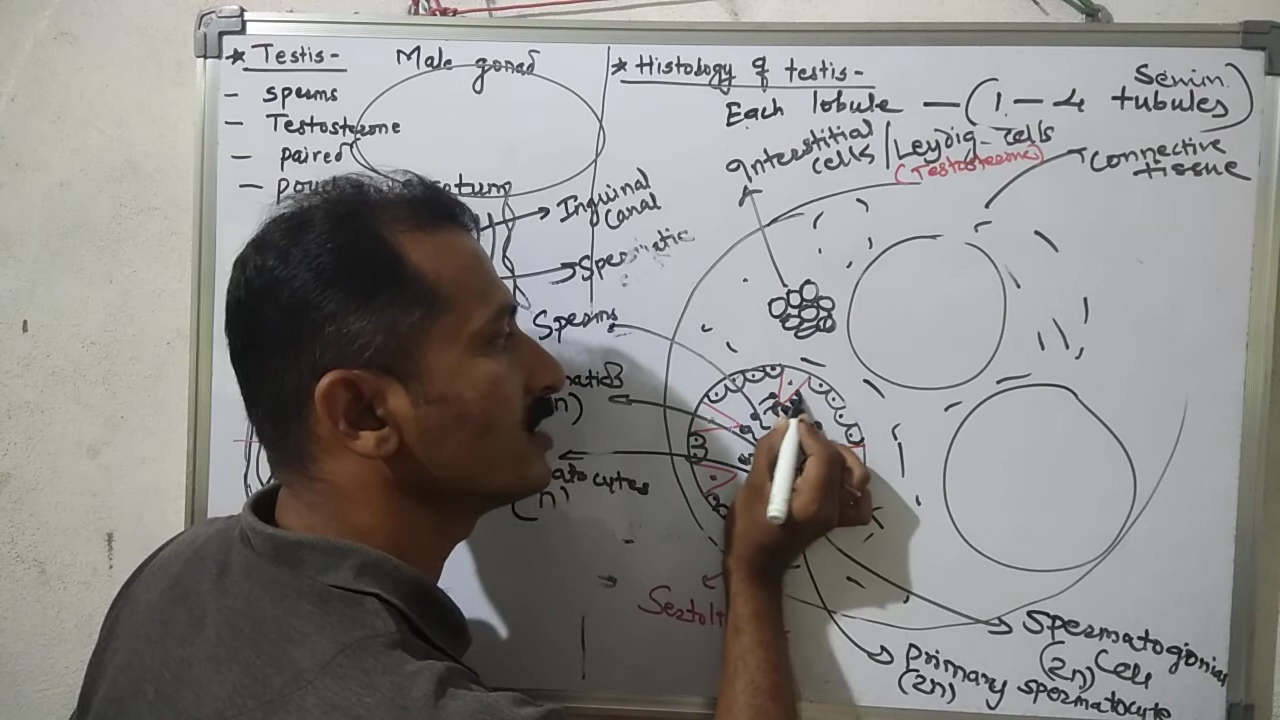 * Testis-
Male gonad
- sperms
- Testosterone
- paired
-
Inguinal
Canal
Sperms
(n)
* Histology of testis-
Each lobule — (1 - 4 Semin.
tubules)
Interstitial
cells / Leydig cells
(Testosterone)
Connective
tissue
Spermatogonial
Cell
(2n)
Primary spermatocyte
(2n)